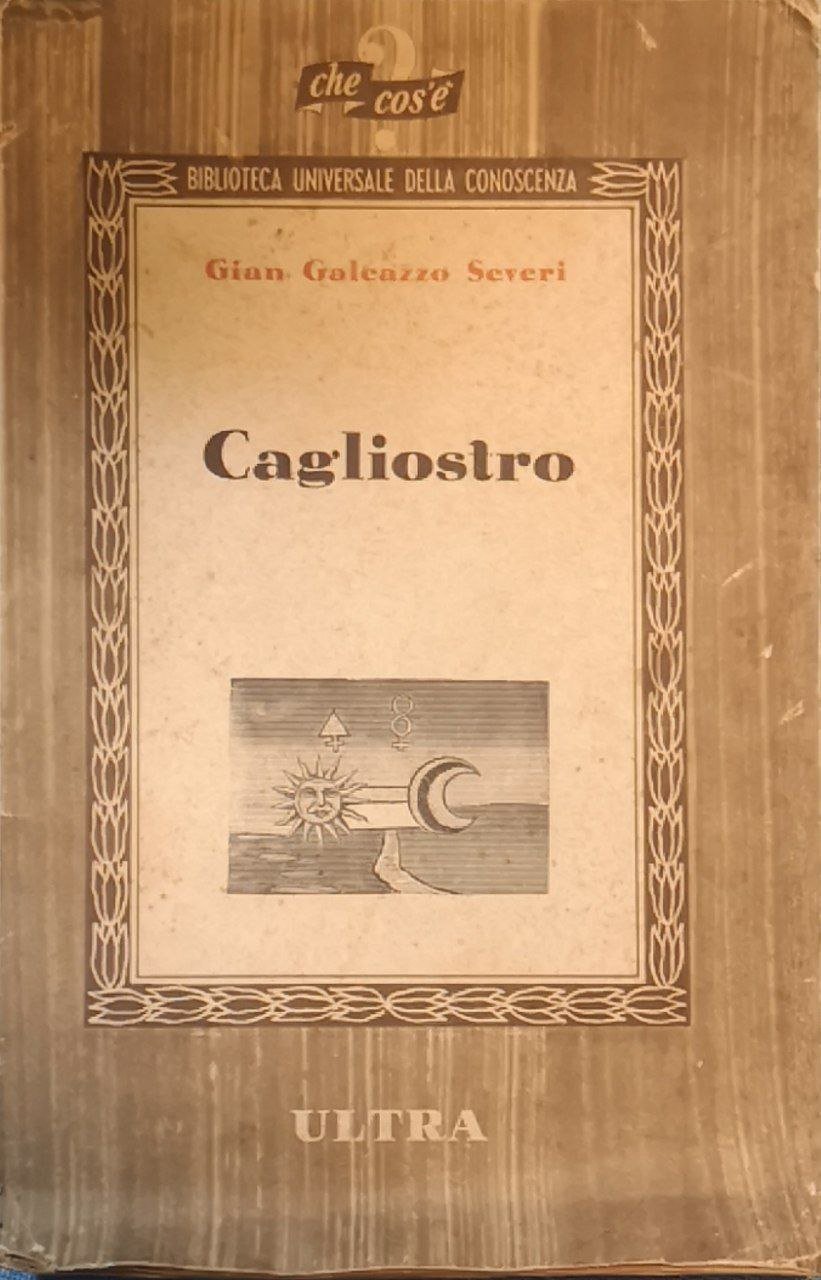 che cos'è ?
BIBLIOTECA UNIVERSALE DELLA CONOSCENZA
Gian Galeazzo Severi
Cagliostro
ULTRA